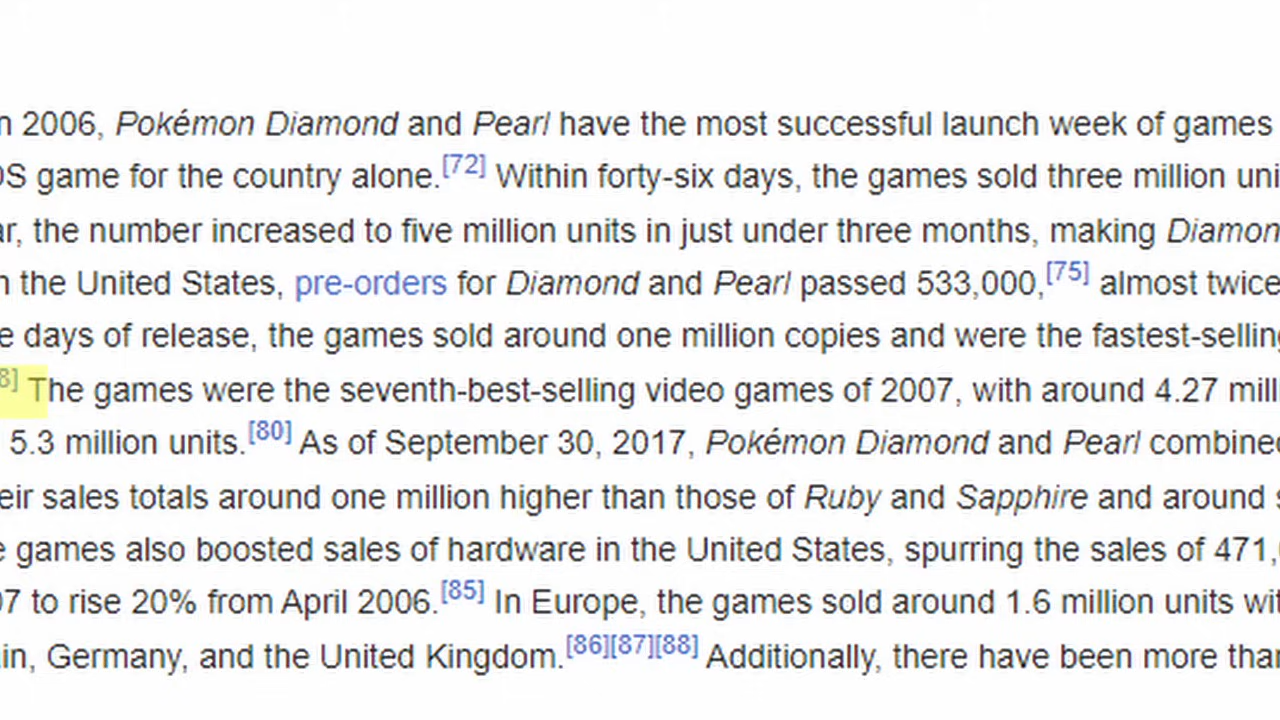 n 2006, Pokémon Diamond and Pearl have the most successful launch week of games
DS game for the country alone.[72] Within forty-six days, the games sold three million uni
ar, the number increased to five million units in just under three months, making Diamon
n the United States, pre-orders for Diamond and Pearl passed 533,000,[75] almost twice
e days of release, the games sold around one million copies and were the fastest-selling
8] The games were the seventh-best-selling video games of 2007, with around 4.27 mill
5.3 million units.[80] As of September 30, 2017, Pokémon Diamond and Pearl combined
eir sales totals around one million higher than those of Ruby and Sapphire and around s
e games also boosted sales of hardware in the United States, spurring the sales of 471,
07 to rise 20% from April 2006.[85] In Europe, the games sold around 1.6 million units wit
in, Germany, and the United Kingdom.[86][87][88] Additionally, there have been more than